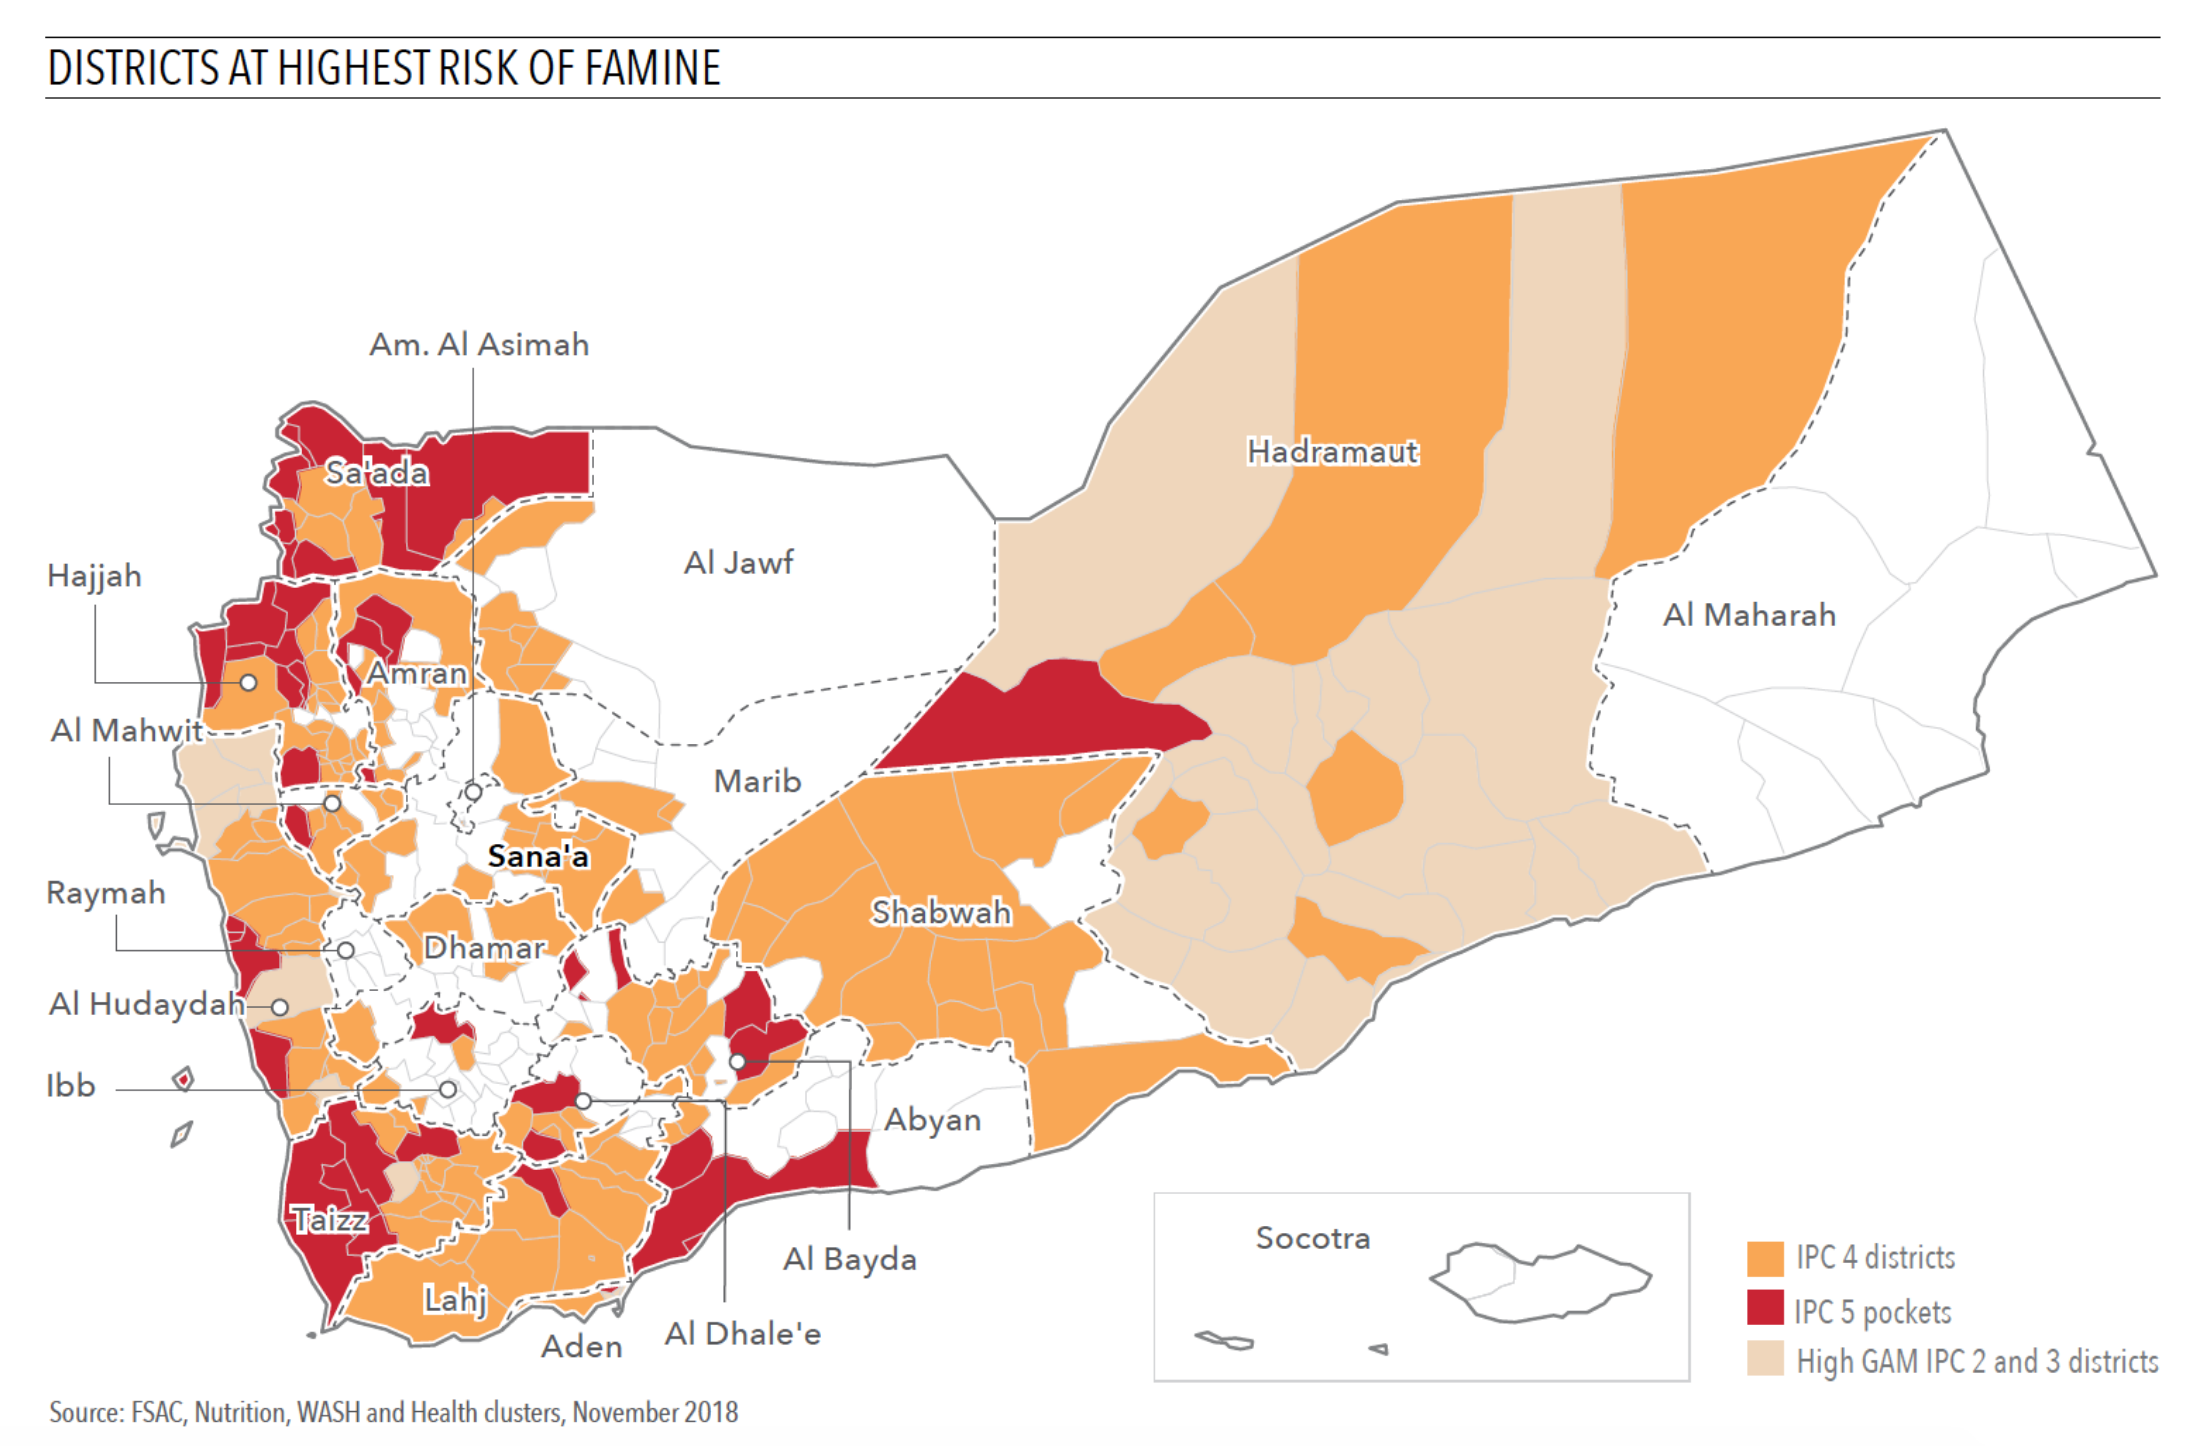 DISTRICTS AT HIGHEST RISK OF FAMINE
Am. Al Asimah
Hadramaut
Sa'ada
Al Jawf
Hajjah
Al Maharah
Amran
Al Mahwit
Marib
Sana'a
Raymah
Shabwah
Dhamar
Al Hudaydah
Ibb
Abyan
Taizz
Socotra
Al Bayda
IPC 4 districts
Lahj
IPC 5 pockets
Al Dhale'e
Aden
High GAM IPC 2 and 3 districts
Source: FSAC, Nutrition, WASH and Health clusters, November 2018